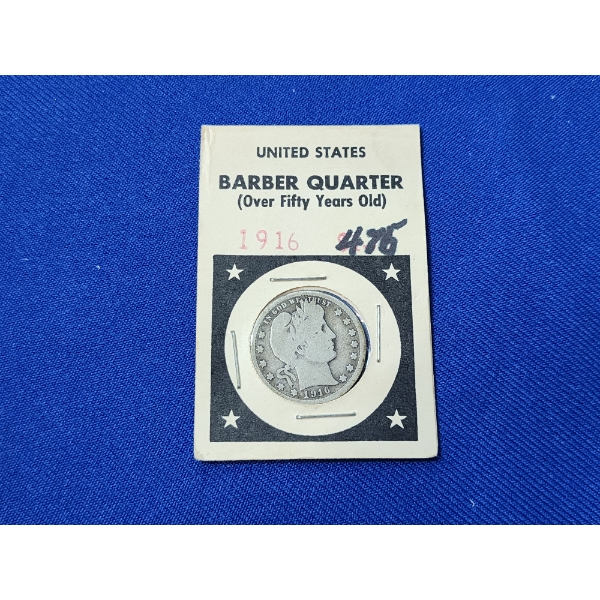 UNITED STATES
BARBER QUARTER
(Over Fifty Years Old)
1916 475
IN GOD WE TRUST
1916